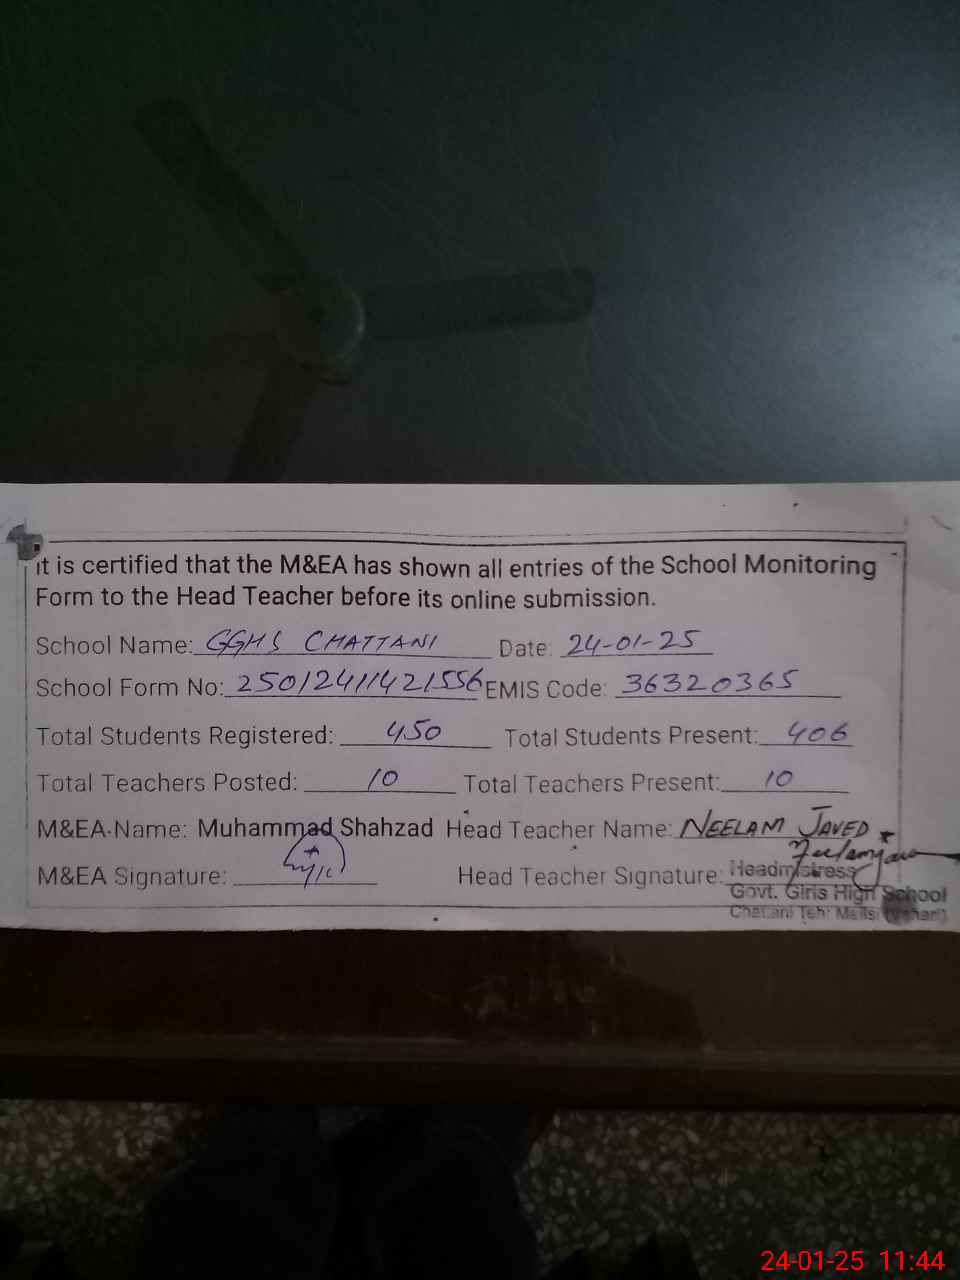 it is certified that the M&EA has shown all entries of the School Monitoring
Form to the Head Teacher before its online submission.
School Name: GGHS CHATTANI Date: 24-01-25
School Form No: 25012411421556 EMIS Code: 36320365
Total Students Registered: 450 Total Students Present: 406
Total Teachers Posted: 10 Total Teachers Present: 10
M&EA Name: Muhammad Shahzad Head Teacher Name: NEELAM JAVED
M&EA Signature: Head Teacher Signature: Headmistress
Govt. Girls High School
Chattani Teh: Mailsi (Vehari)
24-01-25 11:44